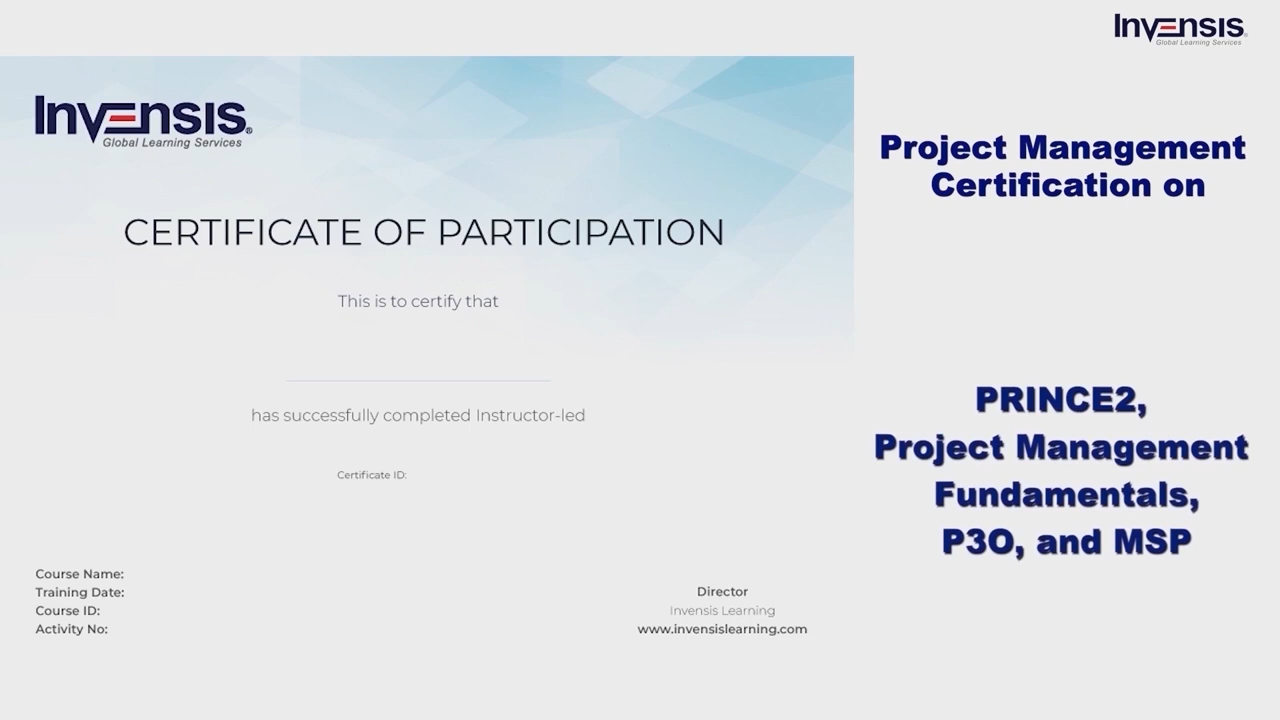 Invensis
Global Learning Services
Invensis®
Global Learning Services
CERTIFICATE OF PARTICIPATION
This is to certify that
has successfully completed Instructor-led
Certificate ID:
Course Name:
Training Date:
Course ID:
Activity No:
Director
Invensis Learning
www.invensislearning.com
Project Management
Certification on
PRINCE2,
Project Management
Fundamentals,
P3O, and MSP